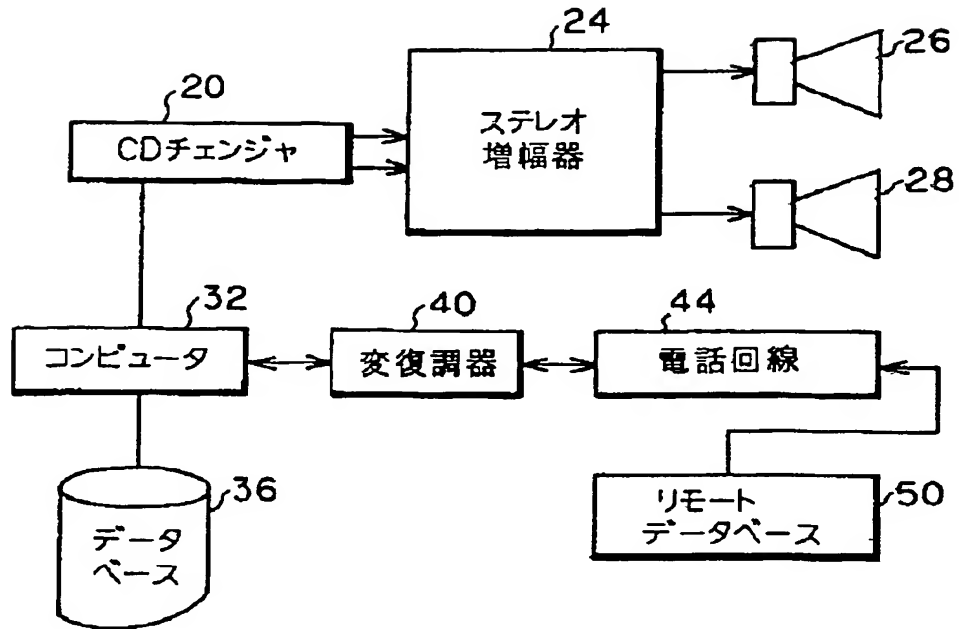 24
26
20
ステレオ
増幅器
CDチェンジャ
28
32
40
44
コンピュータ
変復調器
電話回線
36
データ
ベース
リモート
データベース
50